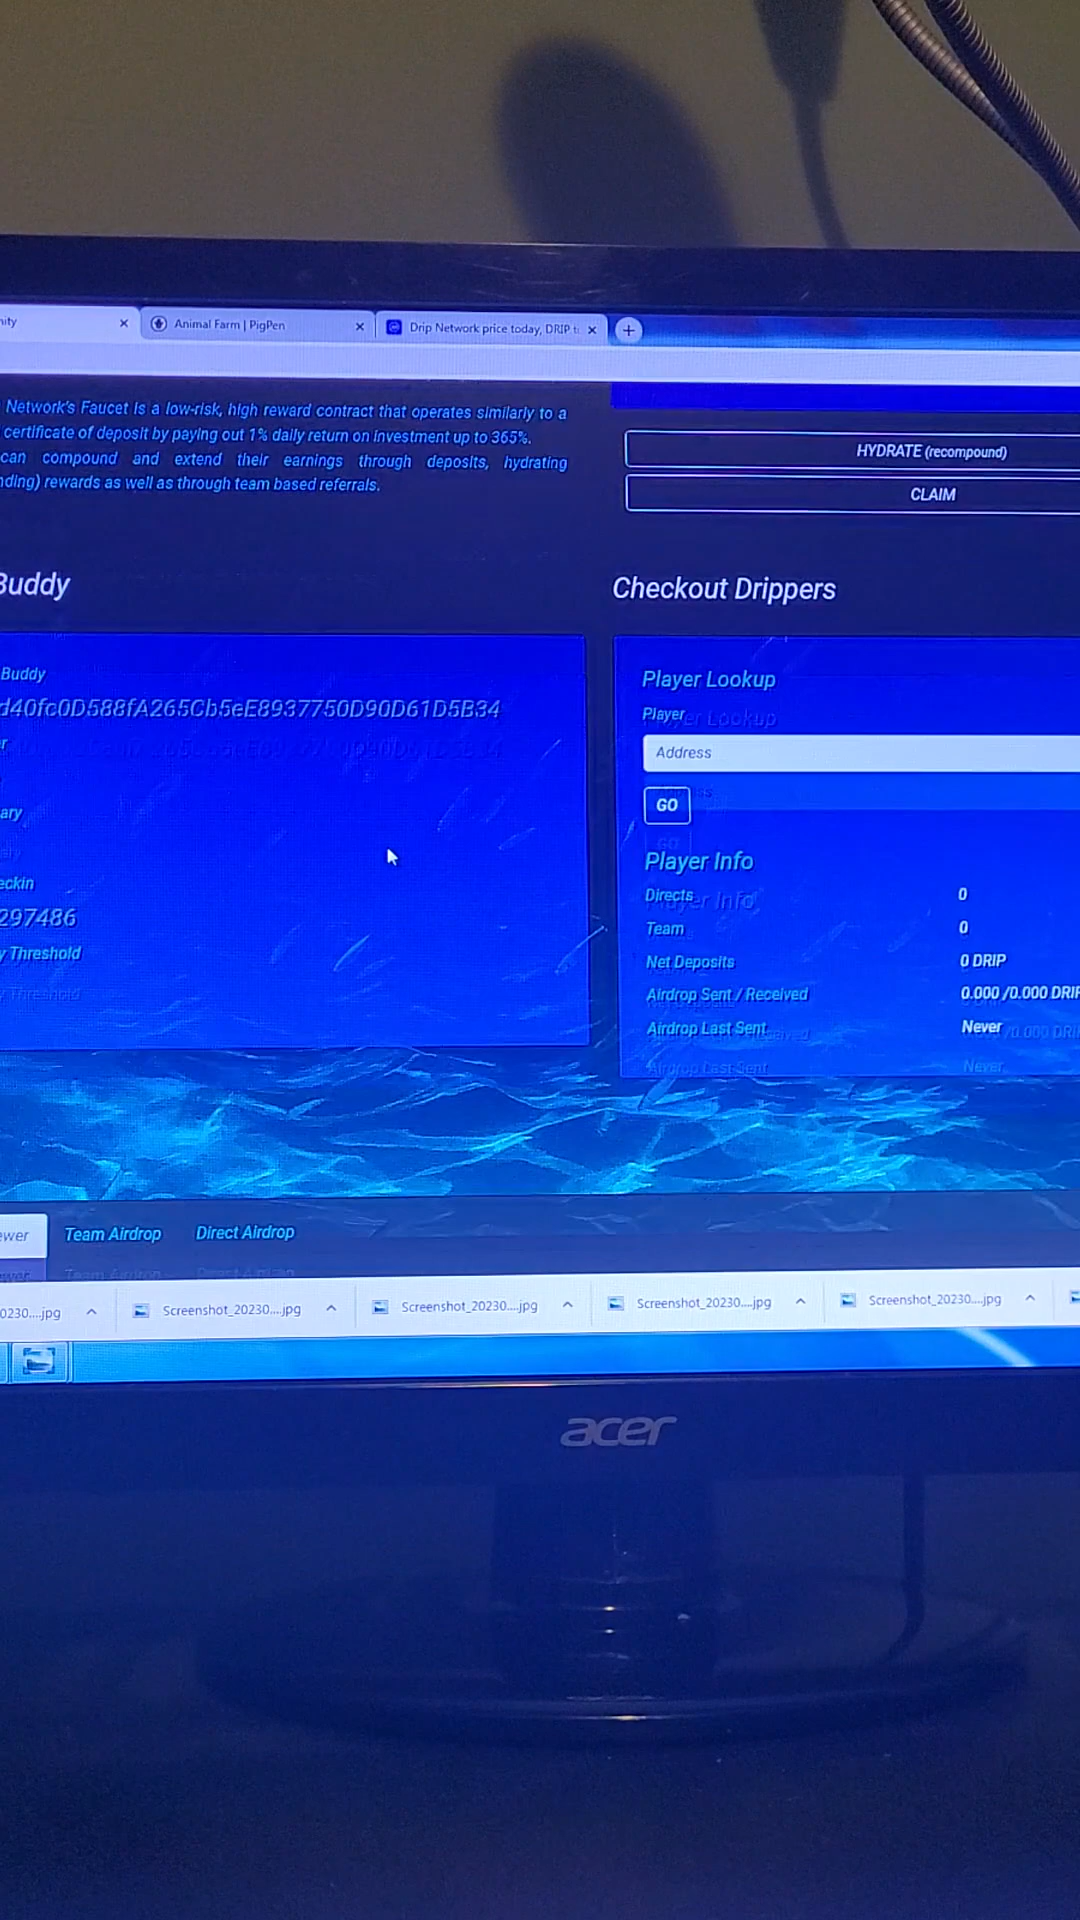 nity
Animal Farm | PigPen
Drip Network price today, DRIP t
Network's Faucet is a low-risk, high reward contract that operates similarly to a
certificate of deposit by paying out 1% daily return on investment up to 365%.
can compound and extend their earnings through deposits, hydrating
nding) rewards as well as through team based referrals.
HYDRATE (recompound)
CLAIM
Buddy
Buddy
d40fc0D588fA265Cb5eE8937750D90D61D5B34
r
ary
eckin
297486
y Threshold
Checkout Drippers
Player Lookup
Player
Address
GO
Player Info
Directs 0
Team 0
Net Deposits 0 DRIP
Airdrop Sent / Received 0.000 /0.000 DRIP
Airdrop Last Sent Never
ewer Team Airdrop Direct Airdrop
0230....jpg Screenshot_20230....jpg Screenshot_20230....jpg Screenshot_20230....jpg Screenshot_20230....jpg
acer